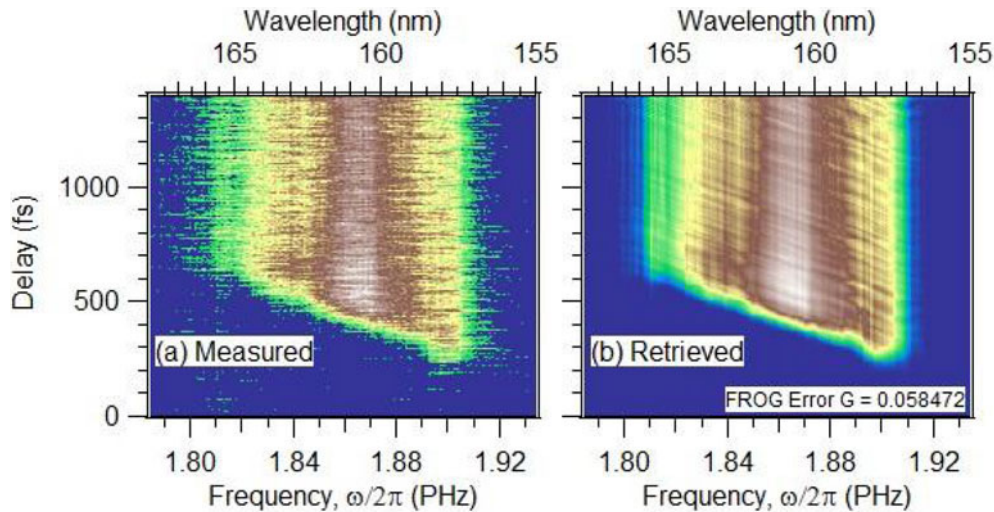 Wavelength (nm) Wavelength (nm)
165 160 155 165 160 155
Delay (fs)
1000
500
0
(a) Measured (b) Retrieved
FROG Error G = 0.058472
1.80 1.84 1.88 1.92 1.80 1.84 1.88 1.92
Frequency, ω/2π (PHz) Frequency, ω/2π (PHz)